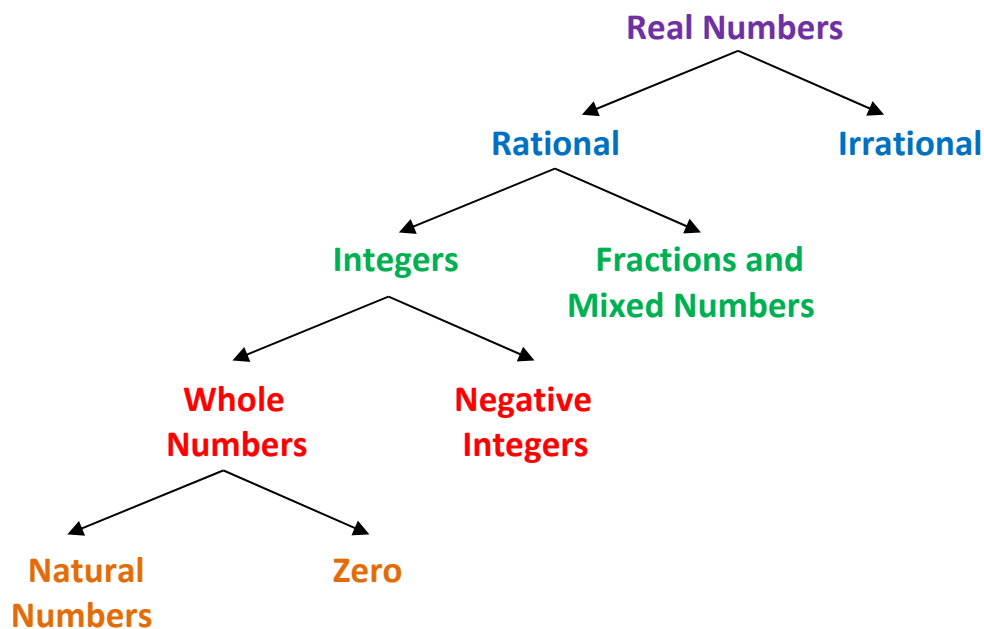 Real Numbers
Rational
Irrational
Integers
Fractions and
Mixed Numbers
Whole
Numbers
Negative
Integers
Natural
Numbers
Zero